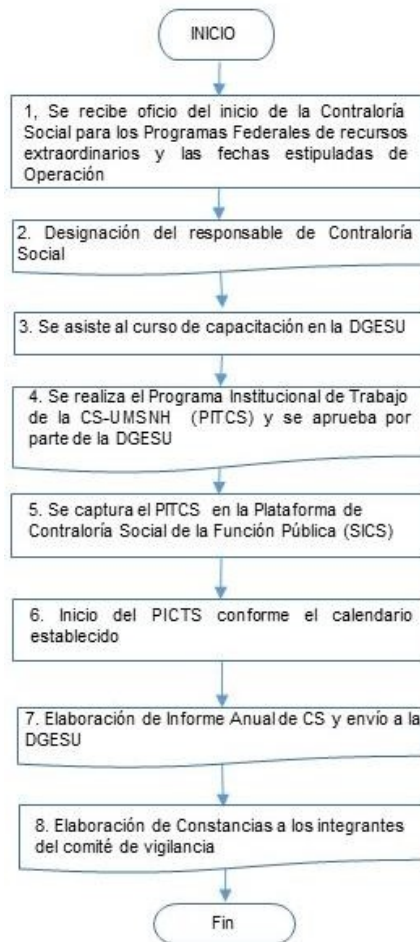 INICIO
1, Se recibe oficio del inicio de la Contraloría
Social para los Programas Federales de recursos
extraordinarios y las fechas estipuladas de
Operación
2. Designación del responsable de Contraloría
Social
3. Se asiste al curso de capacitación en la DGESU
4. Se realiza el Programa Institucional de Trabajo
de la CS-UMSNH (PITCS) y se aprueba por
parte de la DGESU
5. Se captura el PITCS en la Plataforma de
Contraloría Social de la Función Pública (SICS)
6. Inicio del PICTS conforme el calendario
establecido
7. Elaboración de Informe Anual de CS y envío a la
DGESU
8. Elaboración de Constancias a los integrantes
del comité de vigilancia
Fin